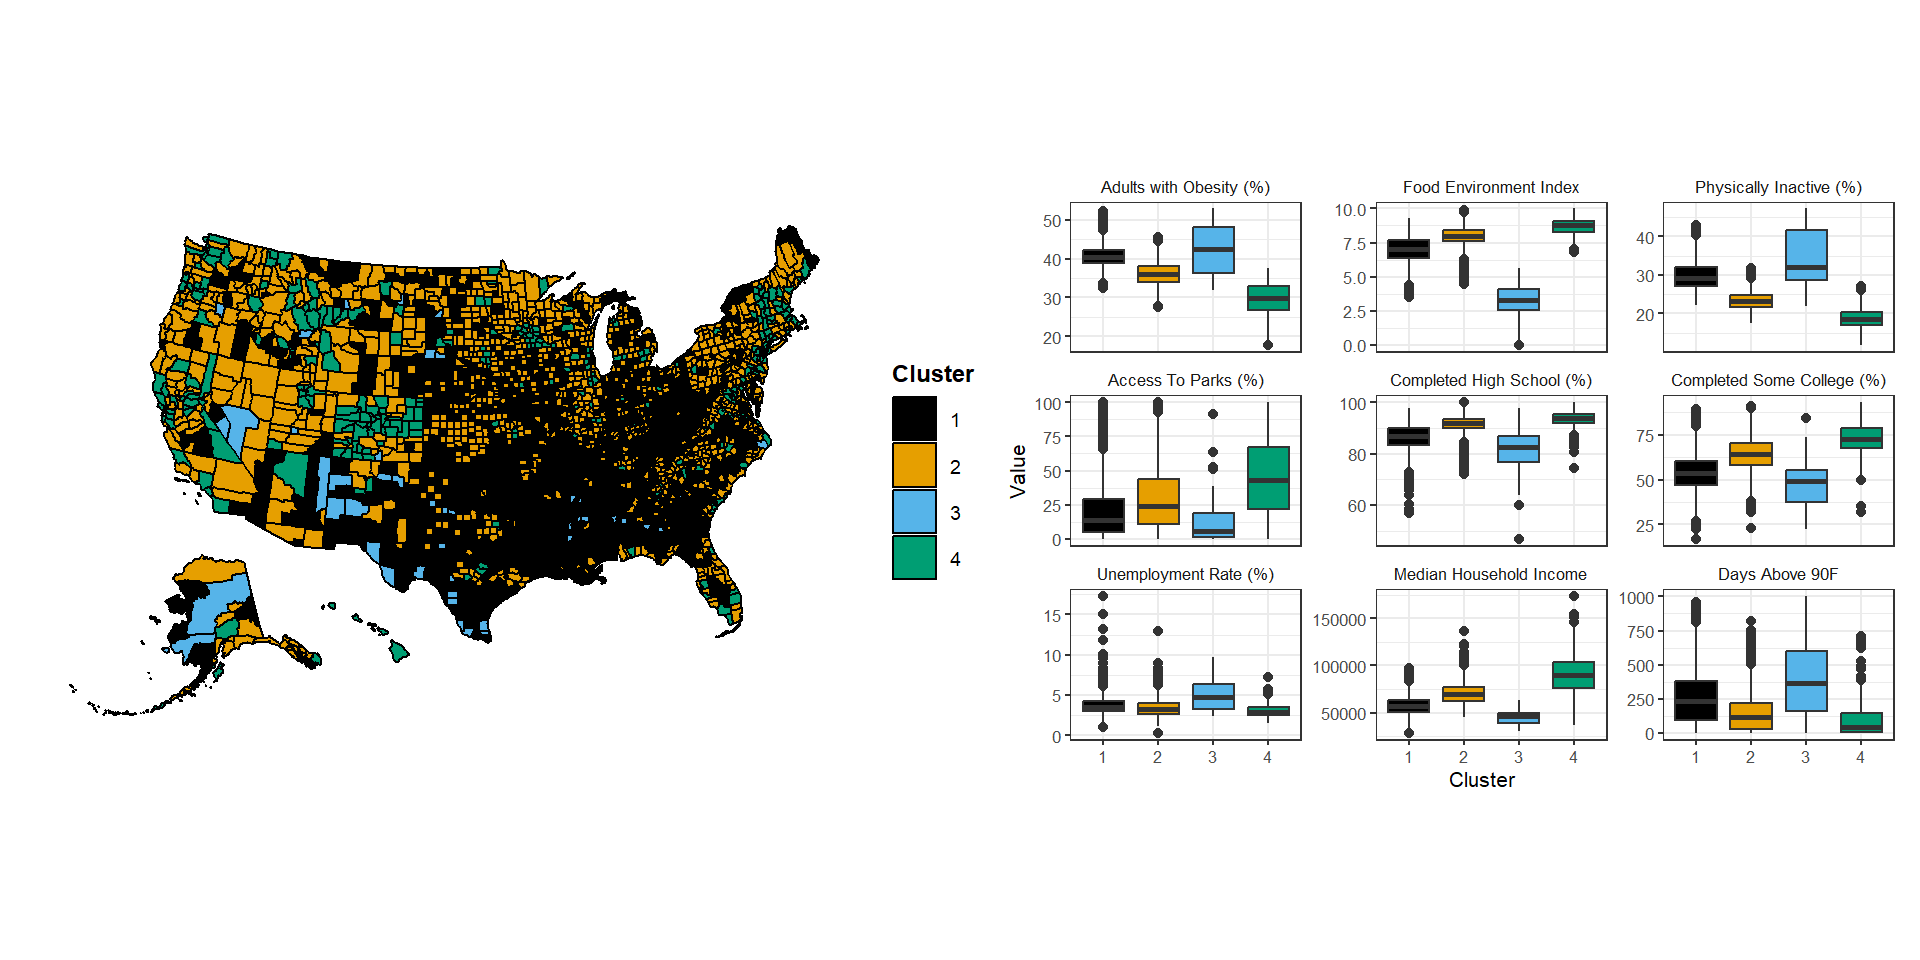 Cluster
1
2
3
4
Value
Adults with Obesity (%)
50
40
30
20
Food Environment Index
10.0
7.5
5.0
2.5
0.0
Physically Inactive (%)
40
30
20
Access To Parks (%)
100
75
50
25
0
Completed High School (%)
100
80
60
Completed Some College (%)
75
50
25
Unemployment Rate (%)
15
10
5
0
1 2 3 4
Median Household Income
150000
100000
50000
1 2 3 4
Days Above 90F
1000
750
500
250
0
1 2 3 4
Cluster